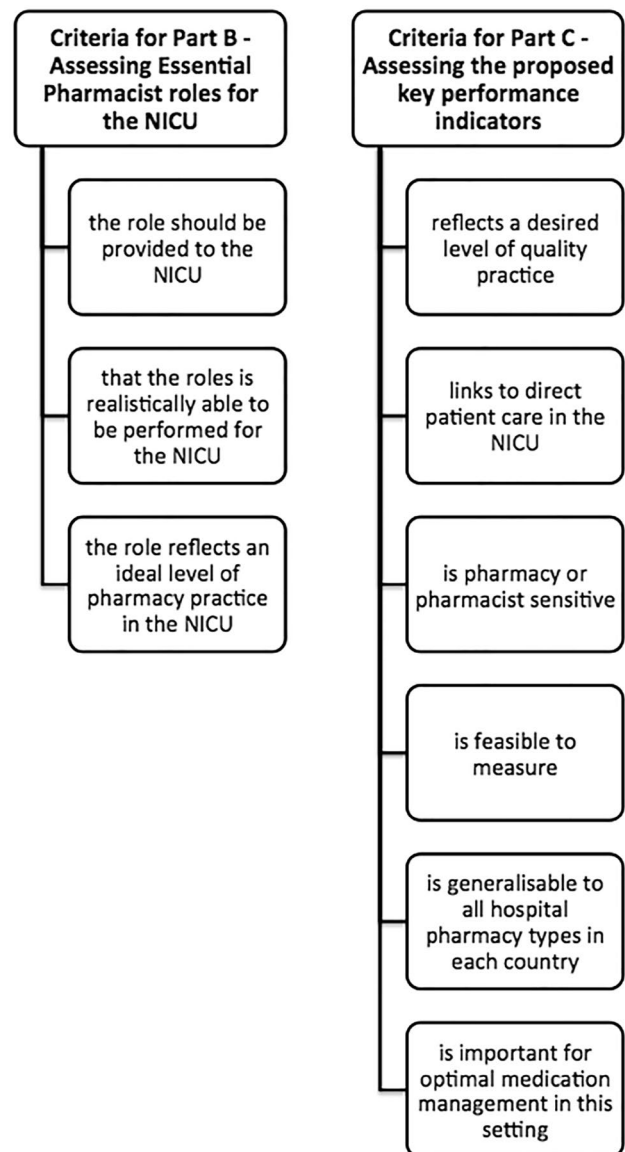 Criteria for Part B -
Assessing Essential
Pharmacist roles for
the NICU
the role should be
provided to the
NICU
that the roles is
realistically able to
be performed for
the NICU
the role reflects an
ideal level of
pharmacy practice
in the NICU
Criteria for Part C -
Assessing the proposed
key performance
indicators
reflects a desired
level of quality
practice
links to direct
patient care in the
NICU
is pharmacy or
pharmacist sensitive
is feasible to
measure
is generalisable to
all hospital
pharmacy types in
each country
is important for
optimal medication
management in this
setting